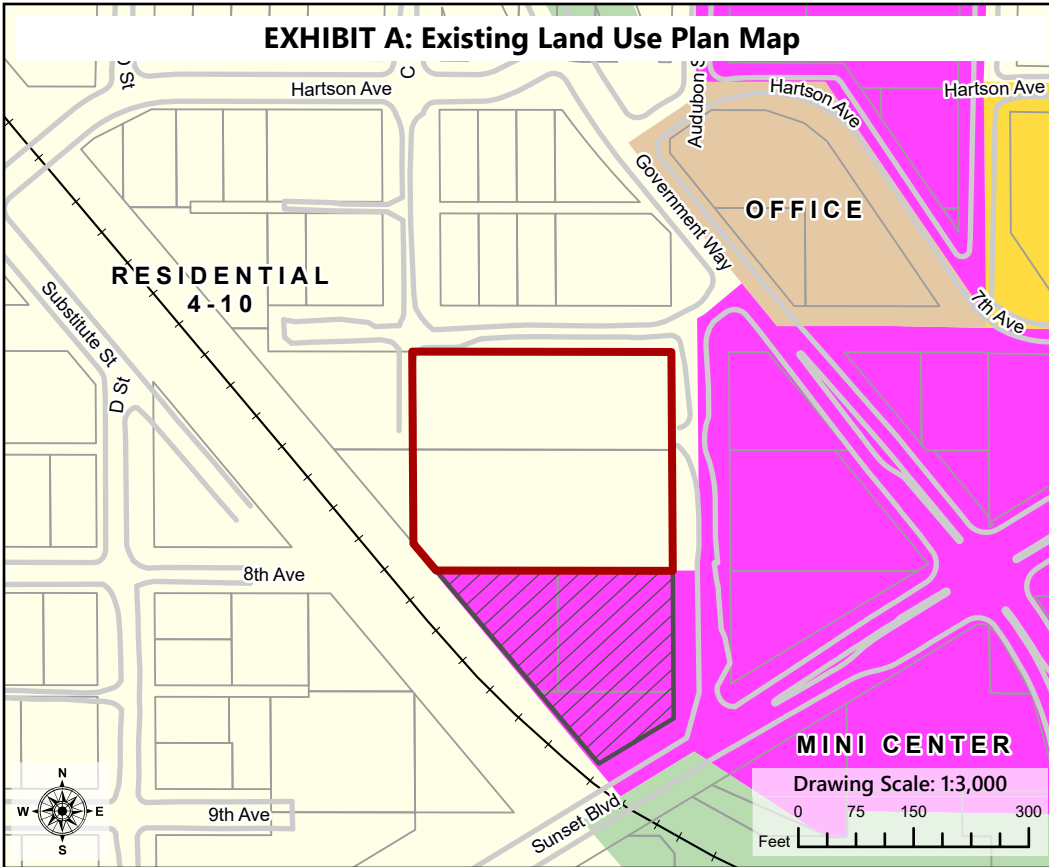 EXHIBIT A: Existing Land Use Plan Map
St
Hartson Ave
C
Audubon S
Hartson Ave
Hartson Ave
Government Way
OFFICE
RESIDENTIAL
4-10
Substitute St
D St
7th Ave
8th Ave
MINI CENTER
9th Ave
Sunset Blvd
N
W
E
S
Drawing Scale: 1:3,000
0 75 150 300
Feet